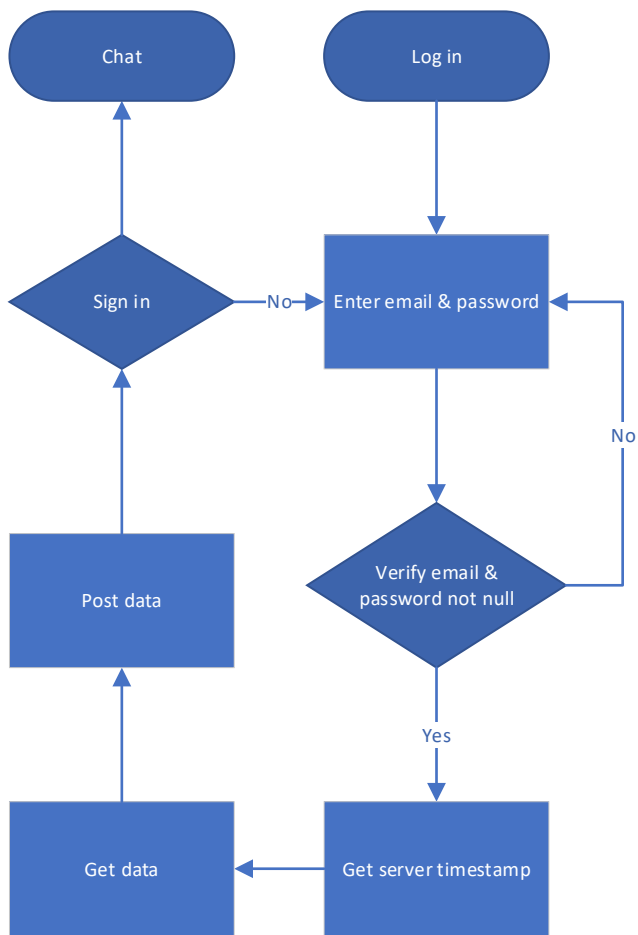 Chat
Log in
Sign in
No
Enter email & password
No
Verify email &
password not null
Post data
Yes
Get data
Get server timestamp